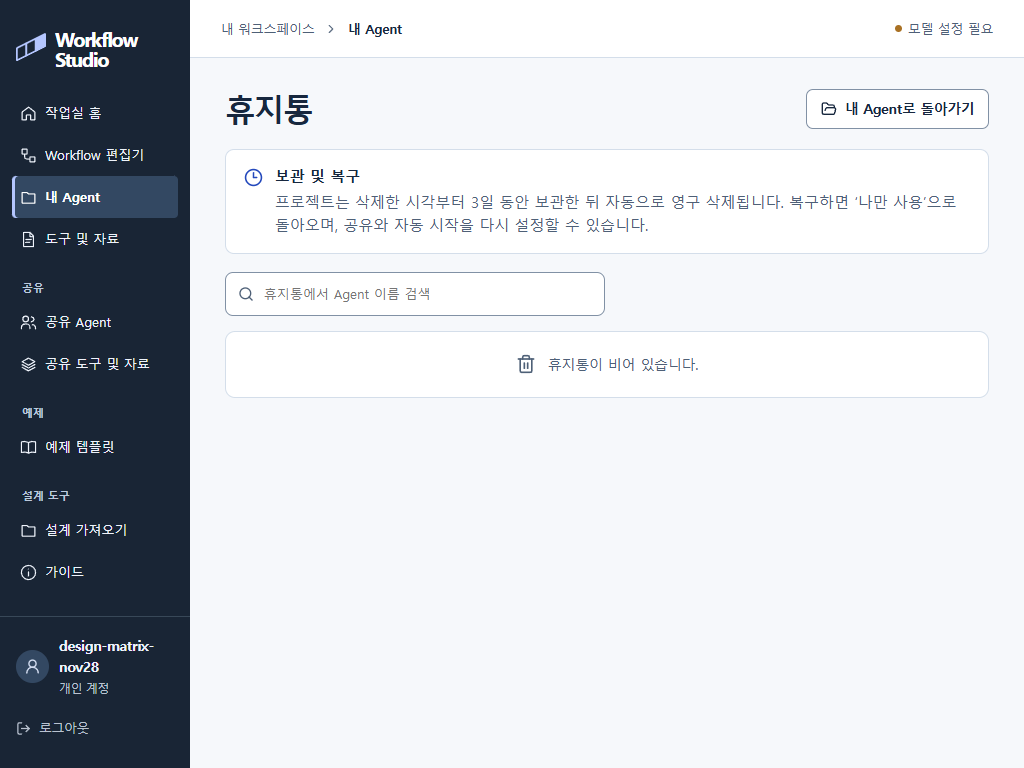 Workflow
Studio
작업실 홈
Workflow 편집기
내 Agent
도구 및 자료
공유
공유 Agent
공유 도구 및 자료
예제
예제 템플릿
설계 도구
설계 가져오기
가이드
design-matrix-
nov28
개인 계정
로그아웃
내 워크스페이스 > 내 Agent
모델 설정 필요
휴지통
내 Agent로 돌아가기
보관 및 복구
프로젝트는 삭제한 시각부터 3일 동안 보관한 뒤 자동으로 영구 삭제됩니다. 복구하면 ‘나만 사용’으로
돌아오며, 공유와 자동 시작을 다시 설정할 수 있습니다.
휴지통에서 Agent 이름 검색
휴지통이 비어 있습니다.